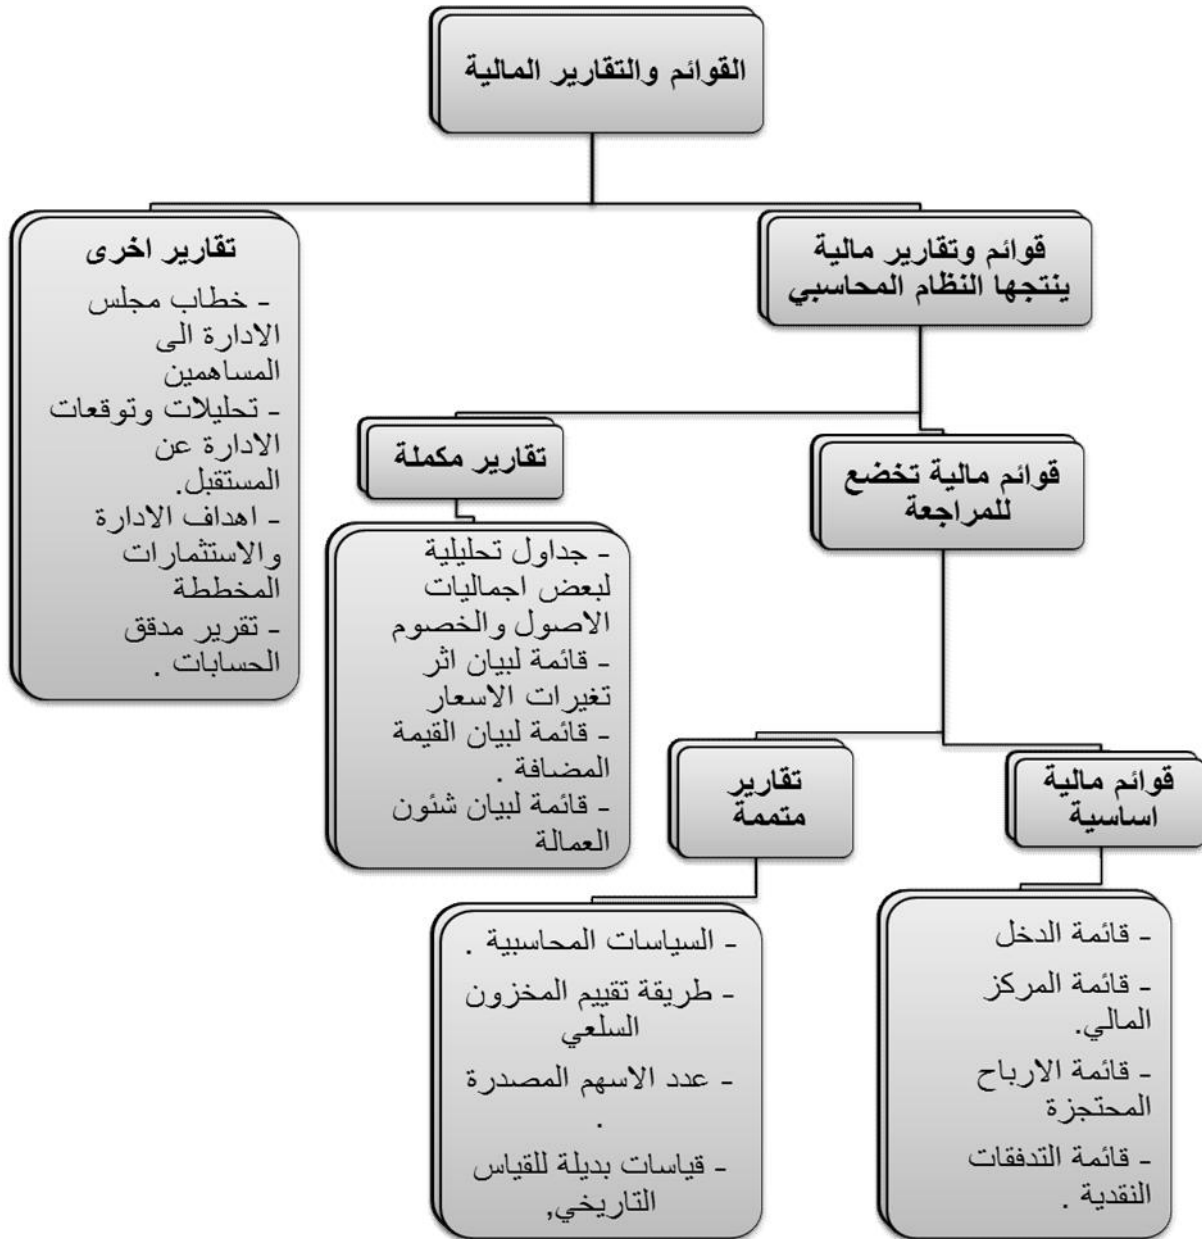 القوائم والتقارير المالية
قوائم وتقارير مالية
ينتجها النظام المحاسبي
تقارير اخرى
- خطاب مجلس
الادارة الى
المساهمين
- تحليلات وتوقعات
الادارة عن
المستقبل.
- اهداف الادارة
والاستثمارات
المخططة
- تقرير مدقق
الحسابات .
قوائم مالية تخضع
للمراجعة
تقارير مكملة
- جداول تحليلية
لبعض اجماليات
الاصول والخصوم
- قائمة لبيان اثر
تغيرات الاسعار
- قائمة لبيان القيمة
المضافة .
- قائمة لبيان شئون
العمالة
قوائم مالية
اساسية
تقارير
متممة
- قائمة الدخل
- قائمة المركز
المالي.
- قائمة الارباح
المحتجزة
- قائمة التدفقات
النقدية .
- السياسات المحاسبية .
- طريقة تقييم المخزون
السلعي
- عدد الاسهم المصدرة
.
- قياسات بديلة للقياس
التاريخي,